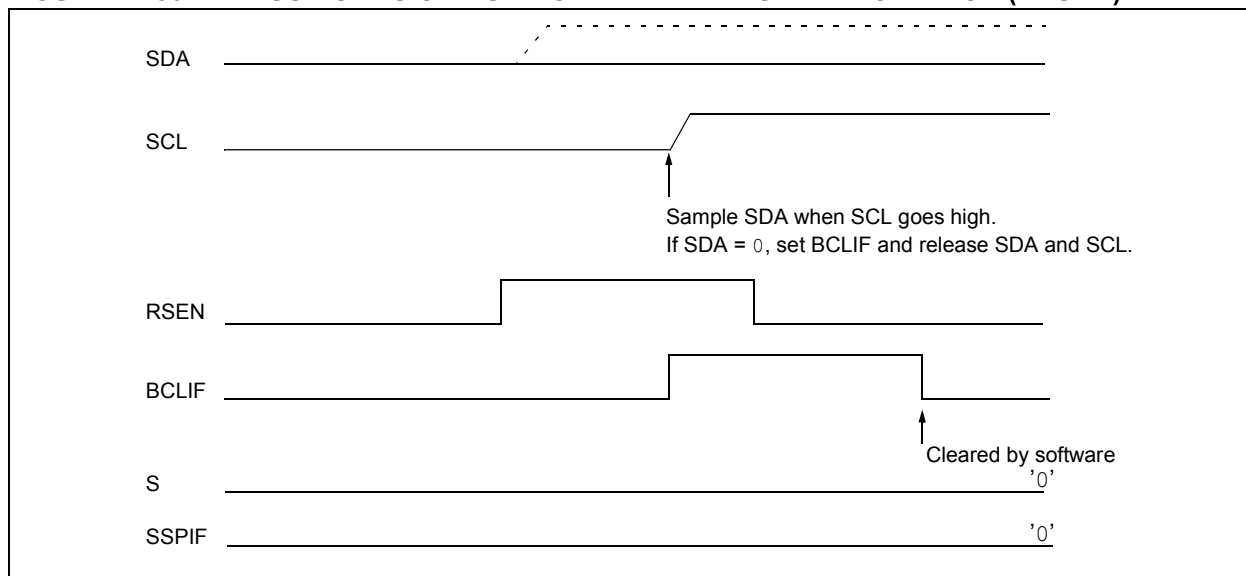 SDA
SCL
Sample SDA when SCL goes high.
If SDA = 0, set BCLIF and release SDA and SCL.
RSEN
BCLIF
Cleared by software
S
'0'
SSPIF
'0'